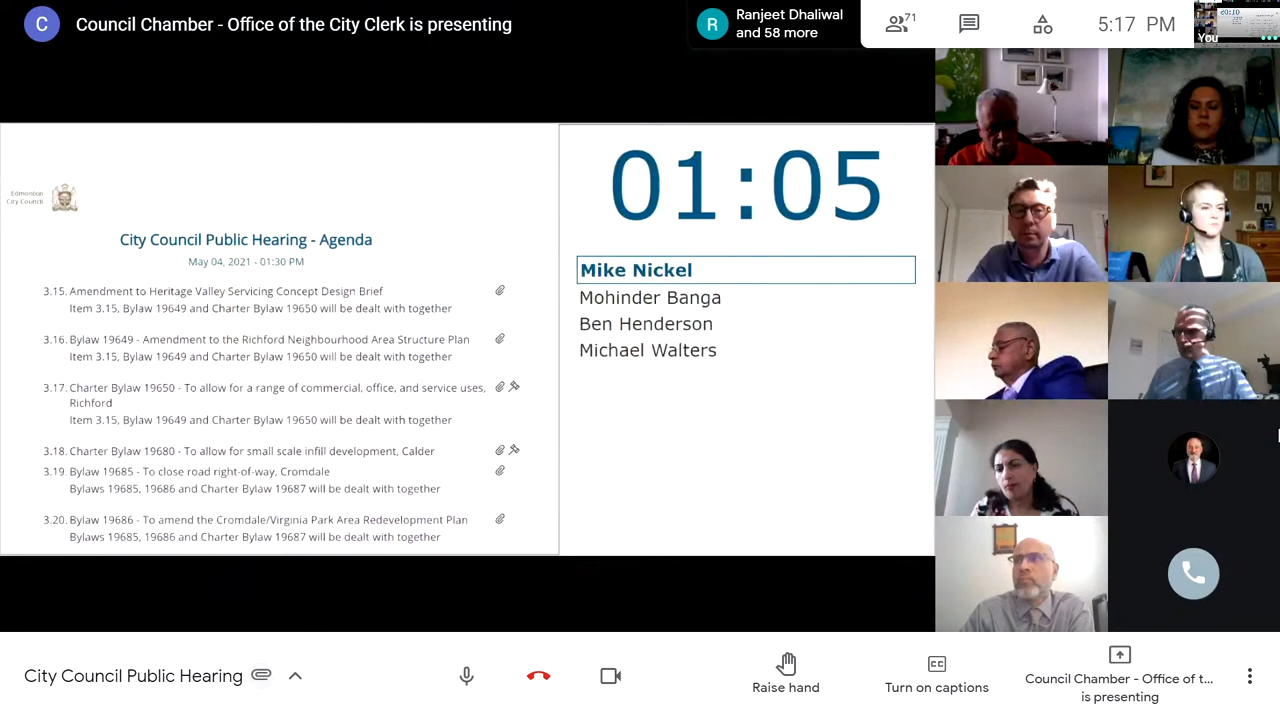 C Council Chamber - Office of the City Clerk is presenting
R Ranjeet Dhaliwal
and 58 more
71
5:17 PM
You
Edmonton
City Council
City Council Public Hearing - Agenda
May 04, 2021 - 01:30 PM
3.15. Amendment to Heritage Valley Servicing Concept Design Brief
Item 3.15, Bylaw 19649 and Charter Bylaw 19650 will be dealt with together
3.16. Bylaw 19649 - Amendment to the Richford Neighbourhood Area Structure Plan
Item 3.15, Bylaw 19649 and Charter Bylaw 19650 will be dealt with together
3.17. Charter Bylaw 19650 - To allow for a range of commercial, office, and service uses,
Richford
Item 3.15, Bylaw 19649 and Charter Bylaw 19650 will be dealt with together
3.18. Charter Bylaw 19680 - To allow for small scale infill development, Calder
3.19. Bylaw 19685 - To close road right-of-way, Cromdale
Bylaws 19685, 19686 and Charter Bylaw 19687 will be dealt with together
3.20. Bylaw 19686 - To amend the Cromdale/Virginia Park Area Redevelopment Plan
Bylaws 19685, 19686 and Charter Bylaw 19687 will be dealt with together
01:05
Mike Nickel
Mohinder Banga
Ben Henderson
Michael Walters
City Council Public Hearing
Raise hand
CC
Turn on captions
Council Chamber - Office of t...
is presenting